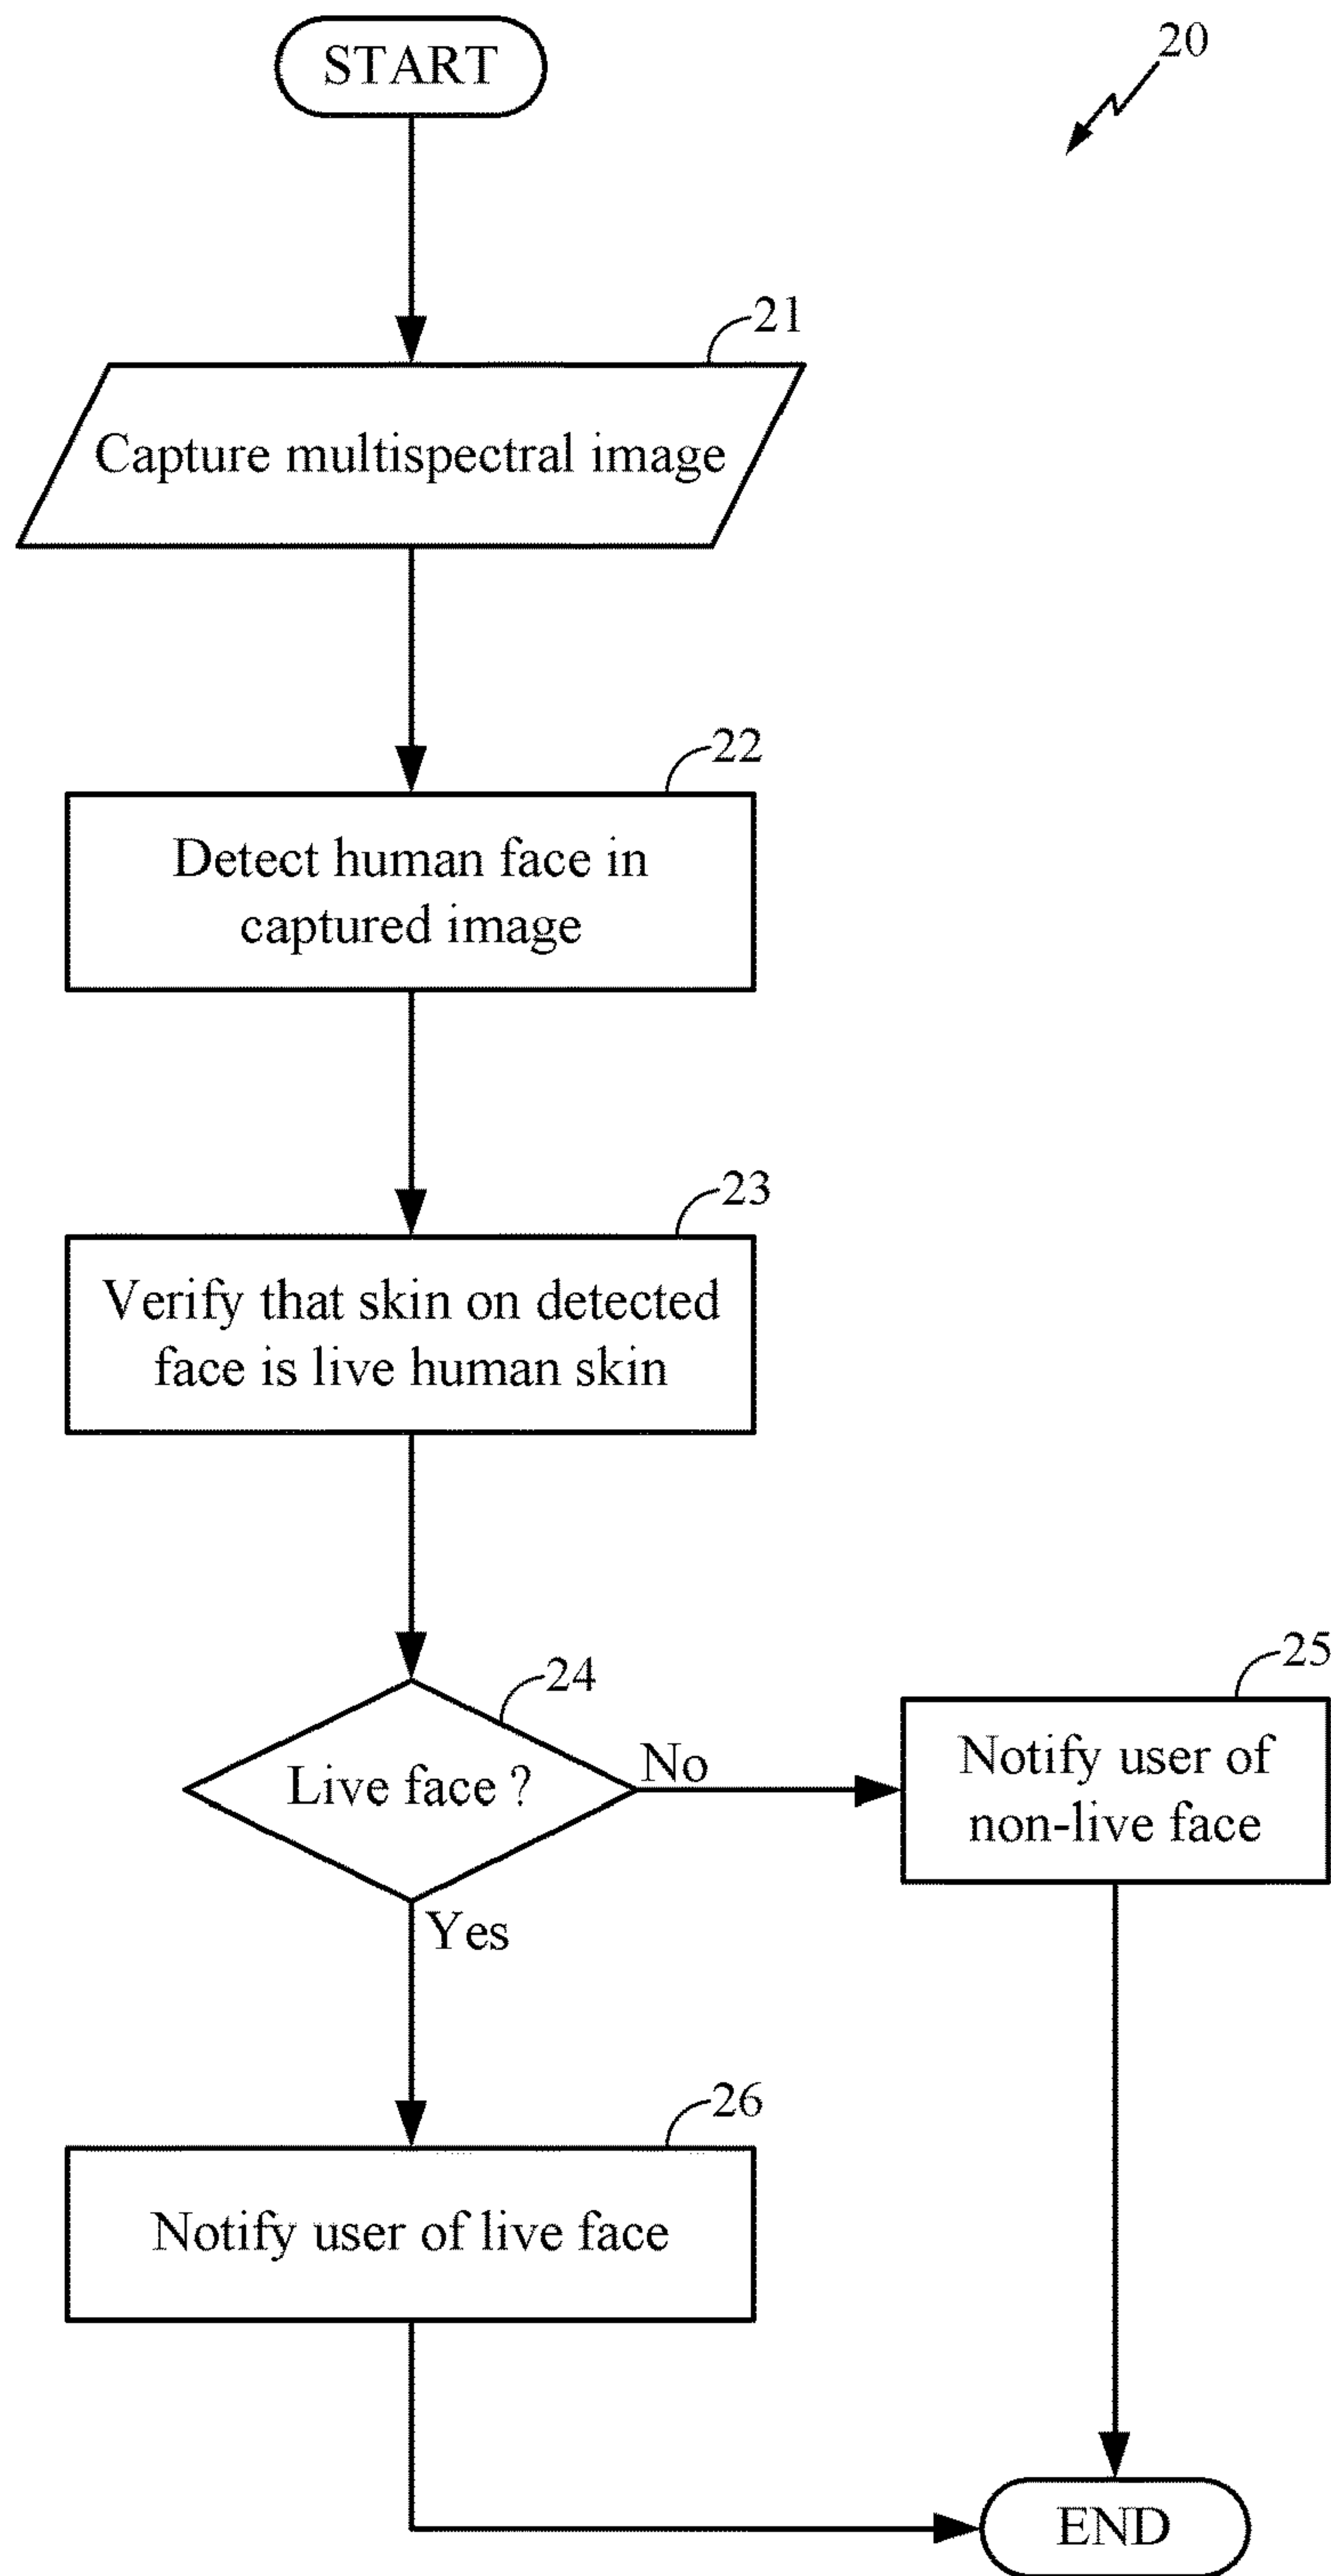 START
20
21
Capture multispectral image
22
Detect human face in
captured image
23
Verify that skin on detected
face is live human skin
24
Live face ?
No
25
Notify user of
non-live face
Yes
26
Notify user of live face
END